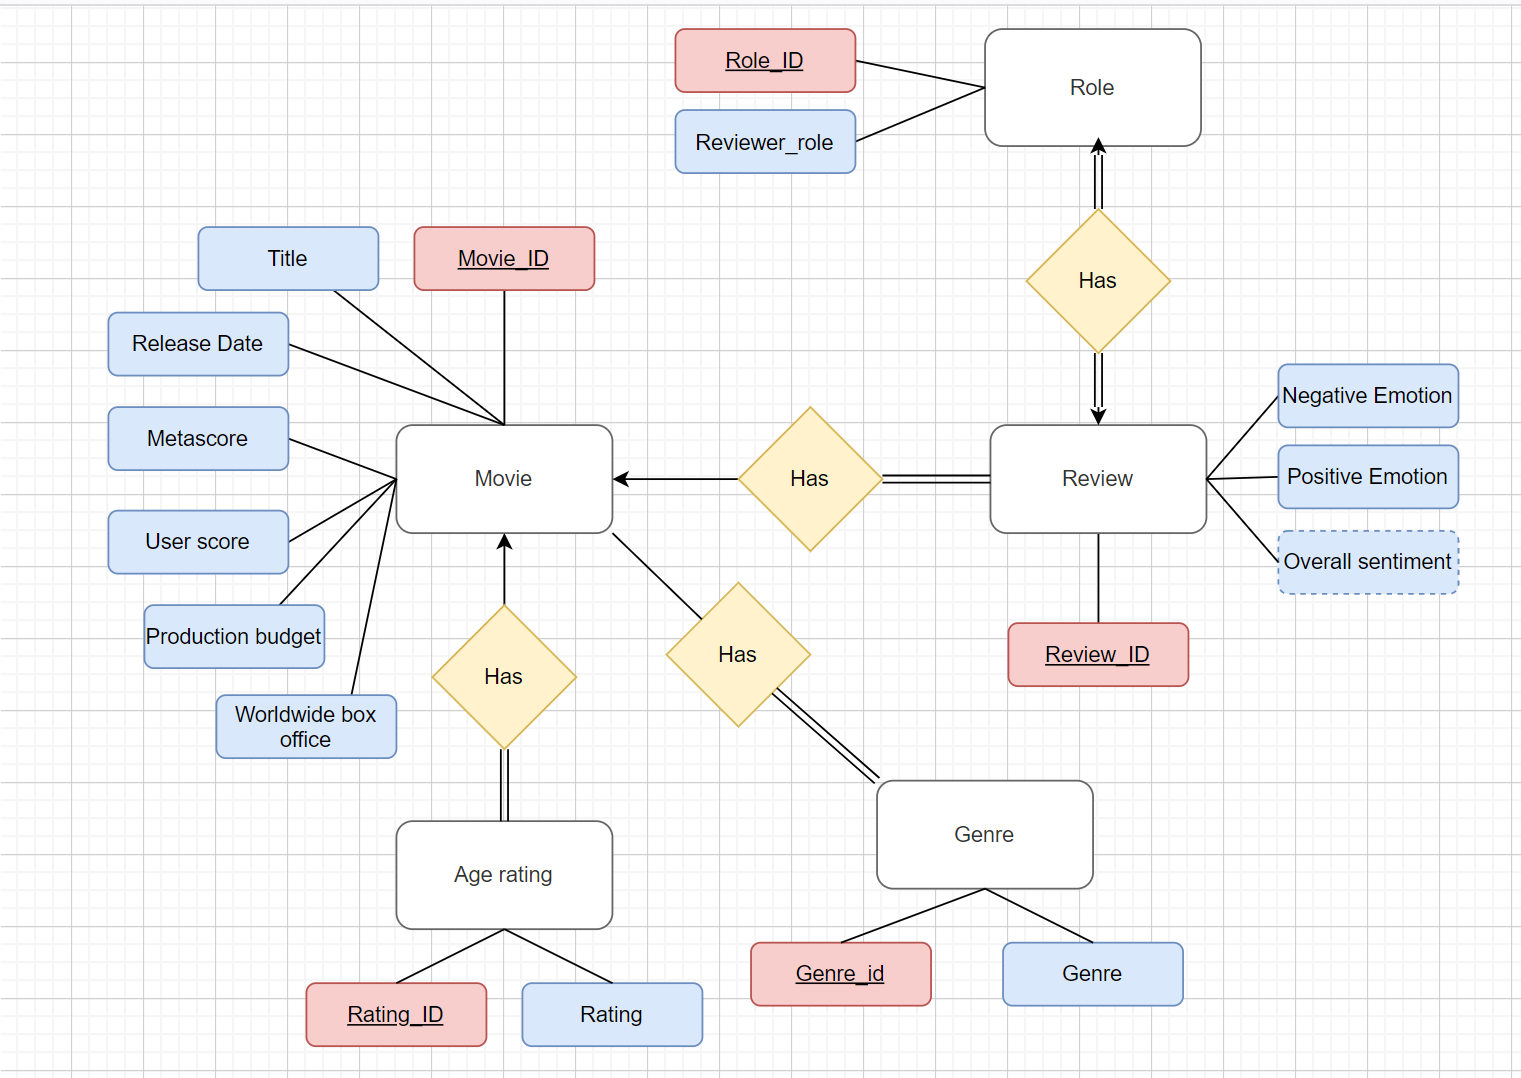 Role_ID
Role
Reviewer_role
Title
Movie_ID
Has
Release Date
Negative Emotion
Metascore
Movie
Has
Review
Positive Emotion
User score
Overall sentiment
Production budget
Has
Has
Review_ID
Worldwide box
office
Genre
Age rating
Genre_id
Genre
Rating_ID
Rating